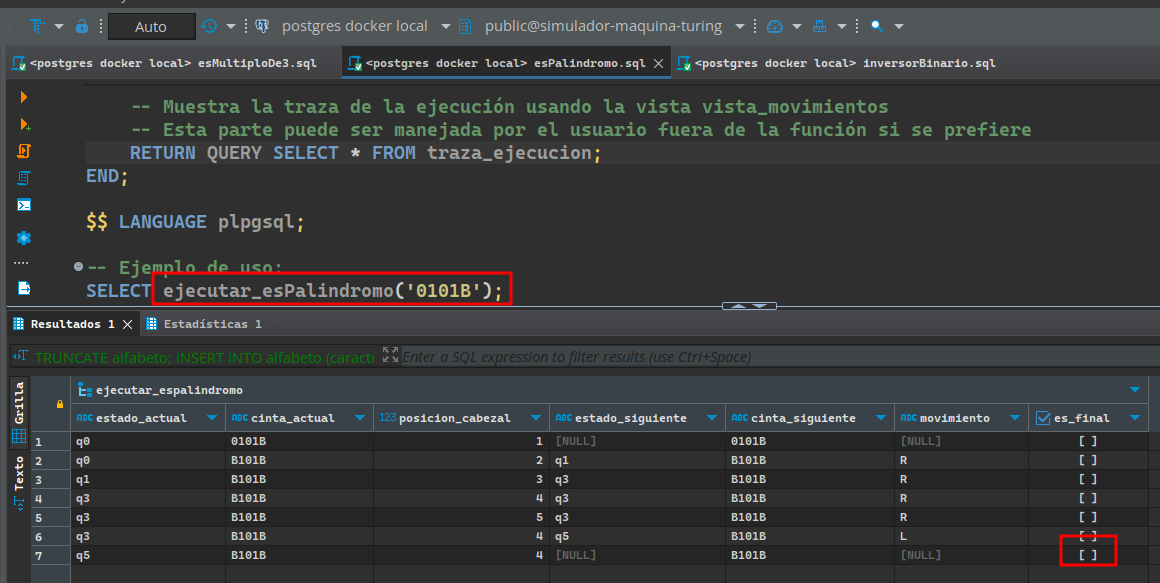 Auto postgres docker local public@simulador-maquina-turing
<postgres docker local> esMultiploDe3.sql <postgres docker local> esPalindromo.sql <postgres docker local> inversorBinario.sql
-- Muestra la traza de la ejecución usando la vista vista_movimientos
-- Esta parte puede ser manejada por el usuario fuera de la función si se prefiere
RETURN QUERY SELECT * FROM traza_ejecucion;
END;
$$ LANGUAGE plpgsql;
-- Ejemplo de uso:
SELECT ejecutar_esPalindromo('0101B');
Resultados 1 Estadísticas 1
TRUNCATE alfabeto; INSERT INTO alfabeto (caracte Enter a SQL expression to filter results (use Ctrl+Space)
Grilla
Texto
ejecutar_espalindromo
ABC estado_actual ABC cinta_actual 123 posicion_cabezal ABC estado_siguiente ABC cinta_siguiente ABC movimiento es_final
1 q0 0101B 1 [NULL] 0101B [NULL] [ ]
2 q0 B101B 2 q1 B101B R [ ]
3 q1 B101B 3 q3 B101B R [ ]
4 q3 B101B 4 q3 B101B R [ ]
5 q3 B101B 5 q3 B101B R [ ]
6 q3 B101B 4 q5 B101B L [ ]
7 q5 B101B 4 [NULL] B101B [NULL] [ ]